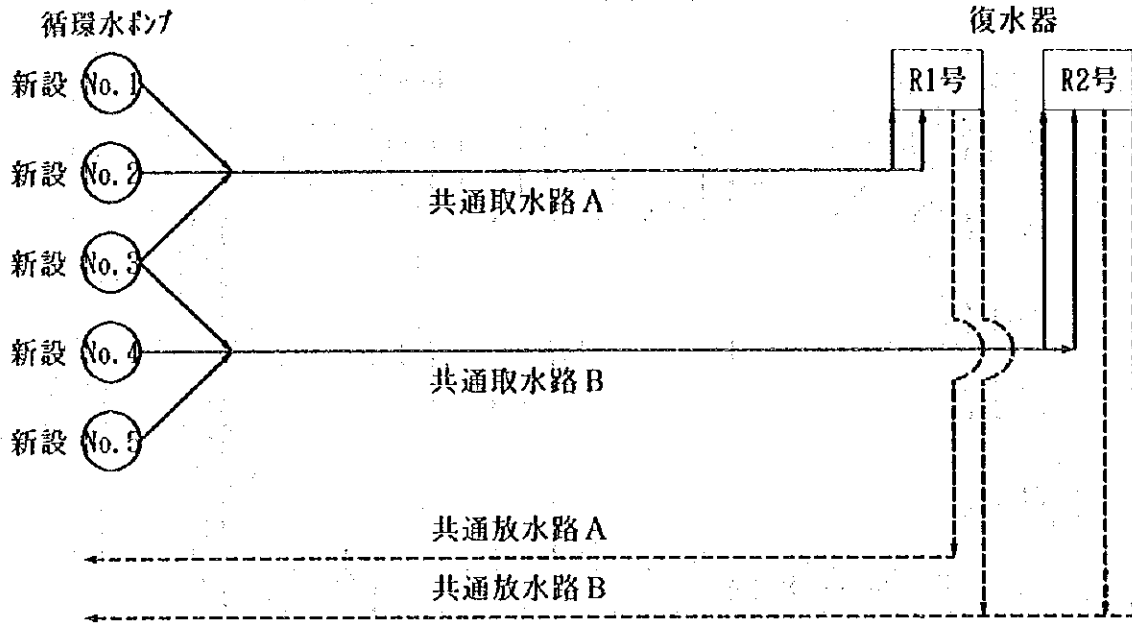 循環水ポンプ
復水器
新設 No.1
R1号
R2号
新設 No.2
共通取水路A
新設 No.3
新設 No.4
共通取水路B
新設 No.5
共通放水路A
共通放水路B